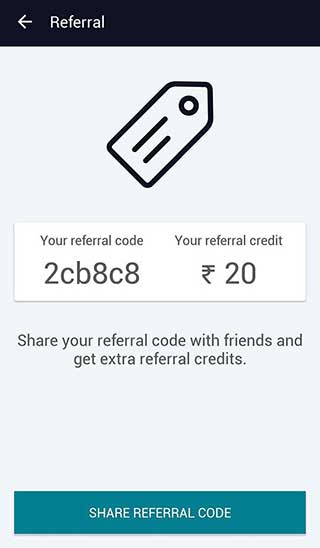 Referral
Your referral code
2cb8c8
Your referral credit
₹ 20
Share your referral code with friends and
get extra referral credits.
SHARE REFERRAL CODE